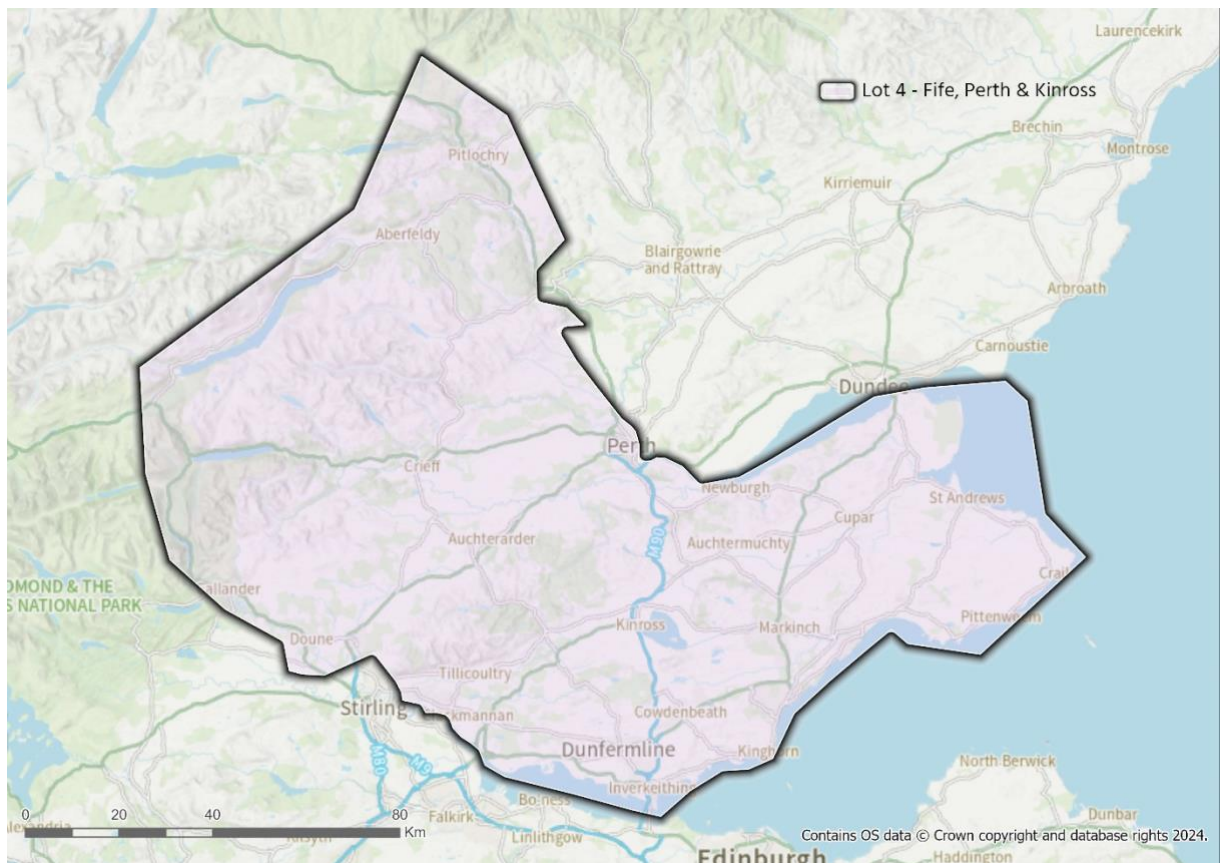 Laurencekirk
Lot 4 - Fife, Perth & Kinross
Brechin
Montrose
Pitlochry
Kirriemuir
Aberfeldy
Blairgowrie
and Rattray
Arbroath
Carnoustie
Dundee
Perth
Crieff
Newburgh
St Andrews
Cupar
Auchterarder
M90
Auchtermuchty
Crail
OMOND & THE
S NATIONAL PARK
Callander
Pittenweem
Kinross
Markinch
Doune
Tillicoultry
Stirling
ckmannan
Cowdenbeath
Dunfermline
Kinghorn
M80
M9
North Berwick
Inverkeithing
Bo'ness
0 20 40 80
Km
Falkirk
Linlithgow
Dunbar
Contains OS data © Crown copyright and database rights 2024.
Edinburgh
Haddington